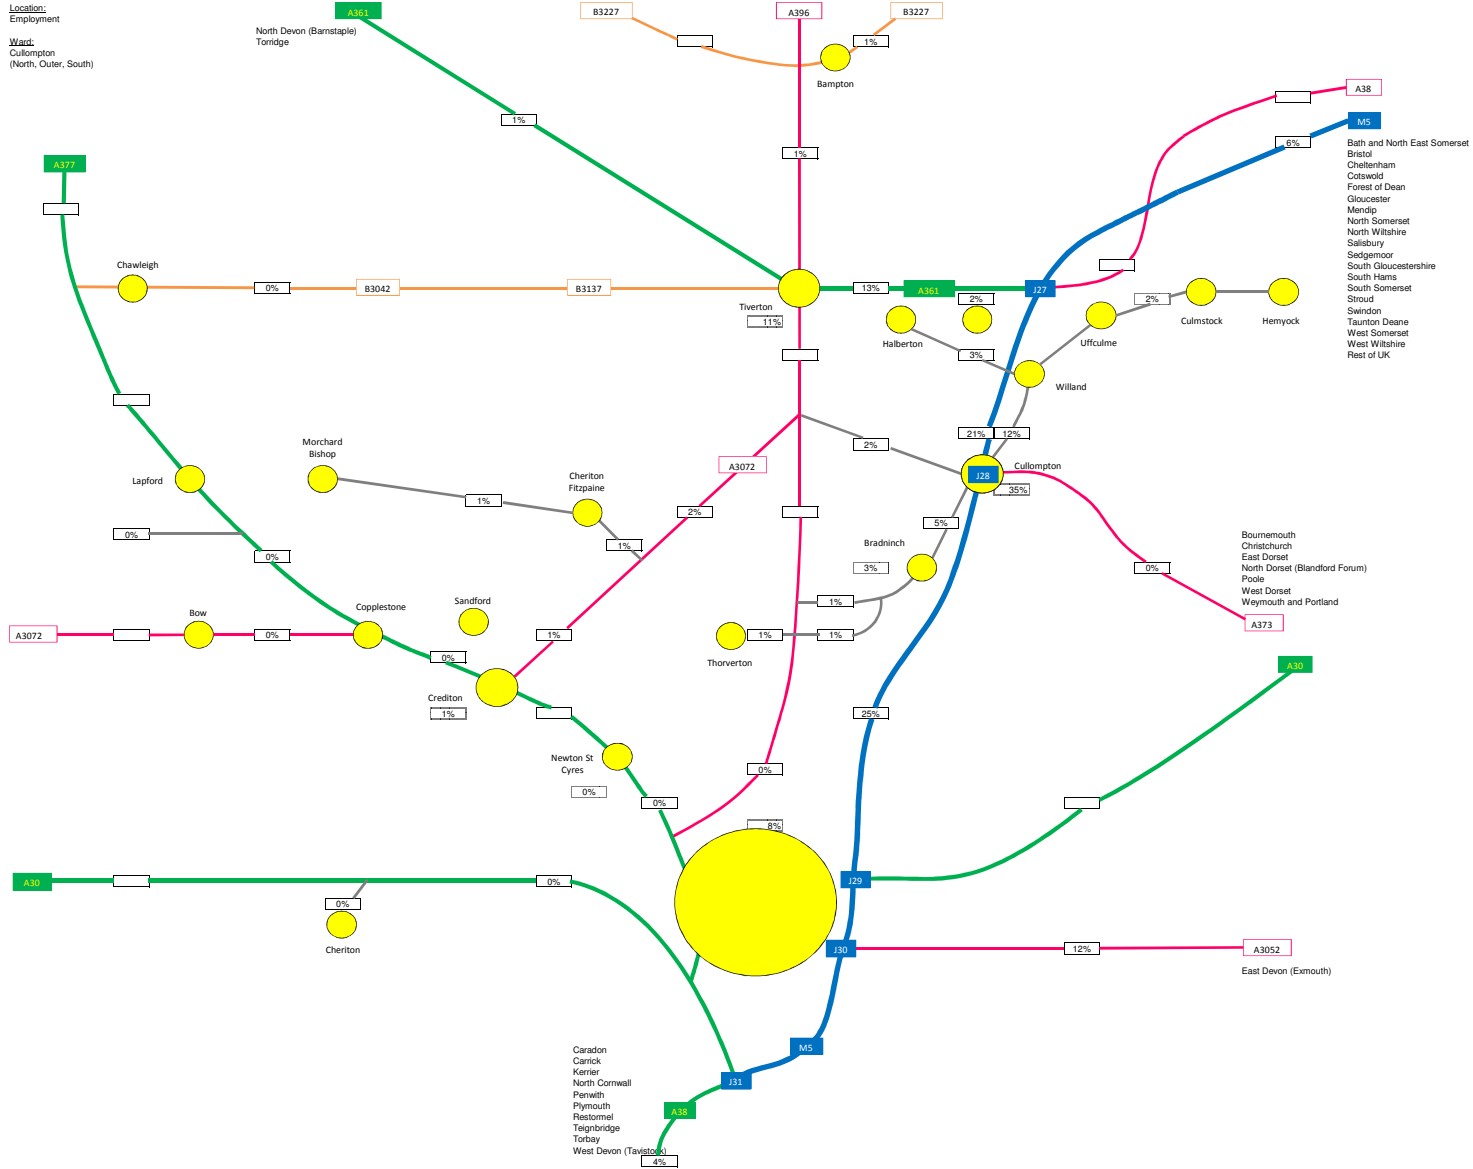 Location:
Employment
Ward:
Cullompton
(North, Outer, South)
A361
North Devon (Barnstaple)
Torridge
B3227
A396
B3227
1%
Bampton
A38
M5
6%
Bath and North East Somerset
Bristol
Cheltenham
Cotswold
Forest of Dean
Gloucester
Mendip
North Somerset
North Wiltshire
Salisbury
Sedgemoor
South Gloucestershire
South Hams
South Somerset
Stroud
Swindon
Taunton Deane
West Somerset
West Wiltshire
Rest of UK
1%
1%
A377
Chawleigh
0%
B3042
B3137
Tiverton
11%
13%
A361
2%
J27
Halberton
3%
2%
Uffculme
Culmstock
Hemyock
Willand
21%
12%
2%
Cullompton
J28
35%
Morchard
Bishop
Lapford
1%
Cheriton
Fitzpaine
A3072
2%
1%
5%
Bradninch
3%
0%
0%
0%
Bournemouth
Christchurch
East Dorset
North Dorset (Blandford Forum)
Poole
West Dorset
Weymouth and Portland
A373
Sandford
Bow
Copplestone
A3072
0%
0%
1%
1%
1%
1%
Thorverton
Crediton
1%
A30
25%
Newton St
Cyres
0%
0%
0%
8%
A30
0%
0%
Cheriton
J29
J30
12%
A3052
East Devon (Exmouth)
M5
J31
A38
Caradon
Carrick
Kerrier
North Cornwall
Penwith
Plymouth
Restormel
Teignbridge
Torbay
West Devon (Tavistock)
4%